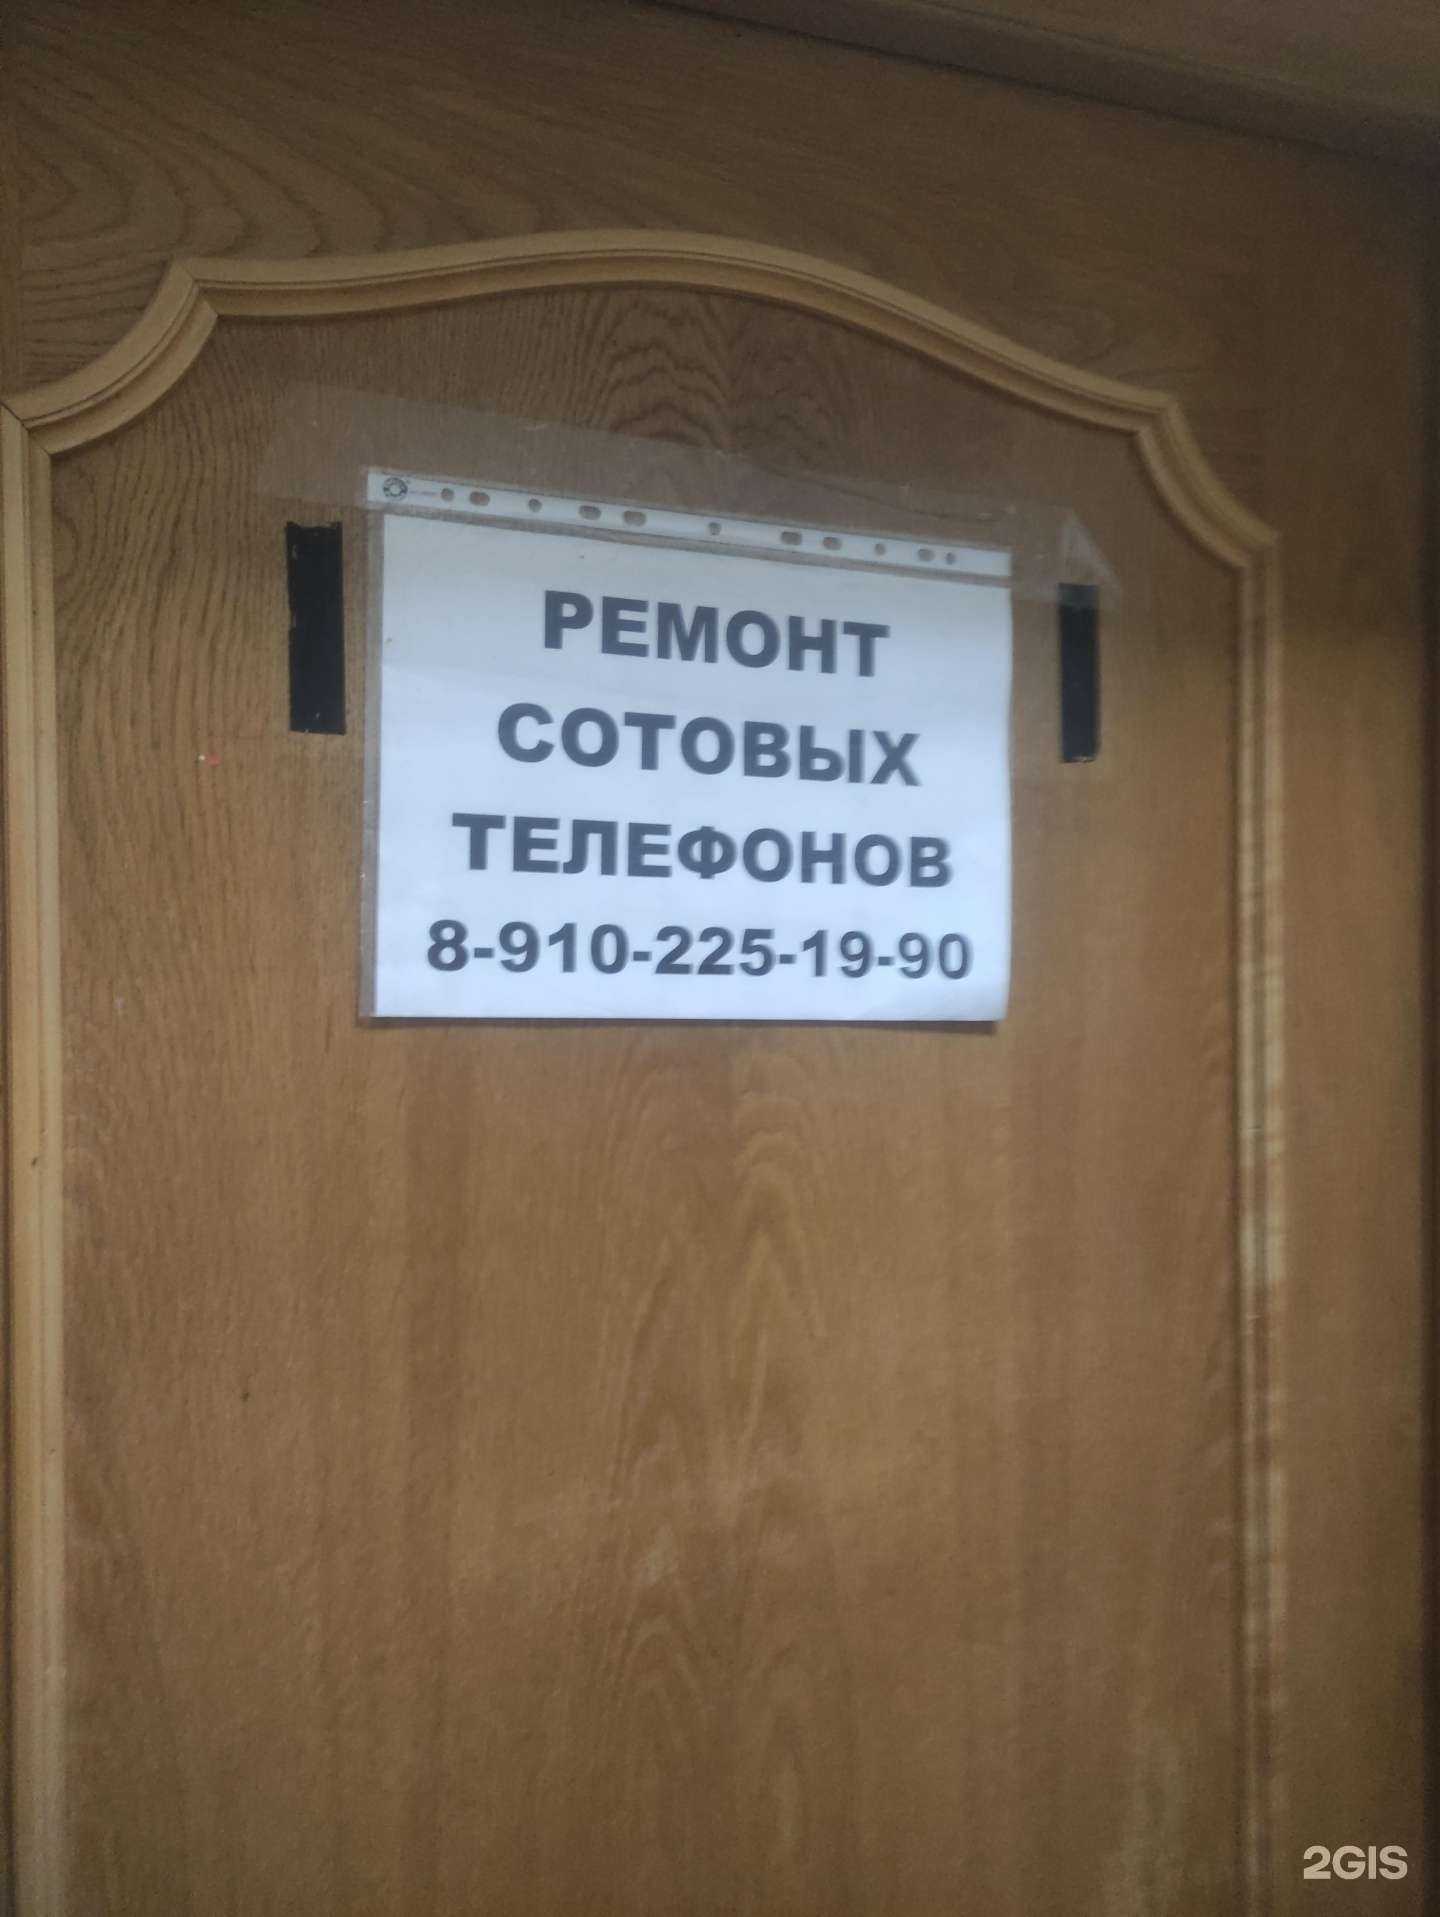 РЕМОНТ
СОТОВЫХ
ТЕЛЕФОНОВ
8-910-225-19-90
2GIS